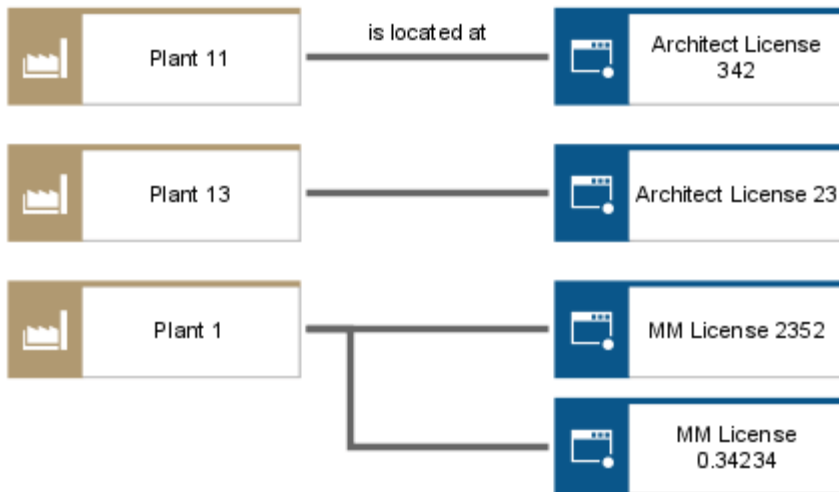 Plant 11
is located at
Architect License
342
Plant 13
Architect License 23
Plant 1
MM License 2352
MM License
0.34234